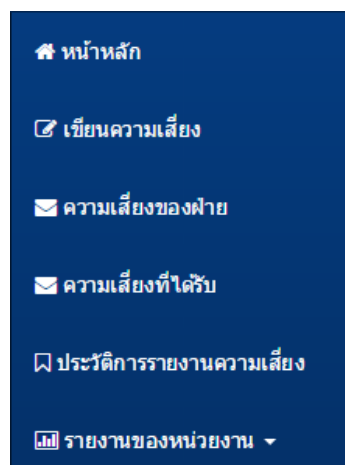 หน้าหลัก
เขียนความเสี่ยง
ความเสี่ยงของฝ่าย
ความเสี่ยงที่ได้รับ
ประวัติการรายงานความเสี่ยง
รายงานของหน่วยงาน